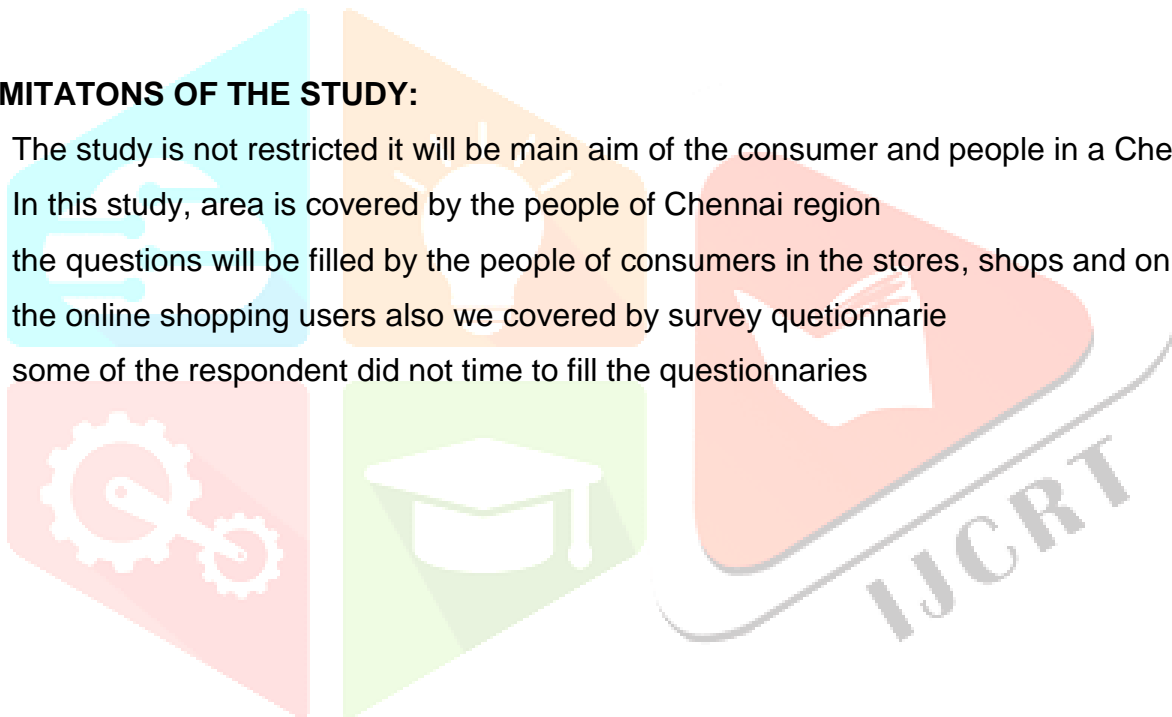 MITATONS OF THE STUDY:
The study is not restricted it will be main aim of the consumer and people in a Che
In this study, area is covered by the people of Chennai region
the questions will be filled by the people of consumers in the stores, shops and on
the online shopping users also we covered by survey quetionnarie
some of the respondent did not time to fill the questionnaries
IJCRT